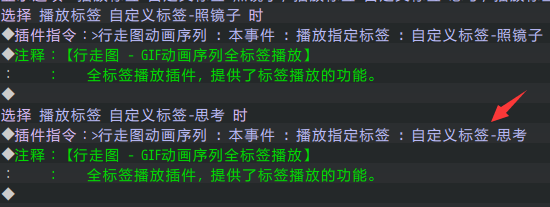 选择 播放标签 自定义标签-照镜子 时
◆插件指令:>行走图动画序列 : 本事件 : 播放指定标签 : 自定义标签-照镜子
◆注释:【行走图 - GIF动画序列全标签播放】
:    :    全标签播放插件, 提供了标签播放的功能。
◆
选择 播放标签 自定义标签-思考 时
◆插件指令:>行走图动画序列 : 本事件 : 播放指定标签 : 自定义标签-思考
◆注释:【行走图 - GIF动画序列全标签播放】
:    :    全标签播放插件, 提供了标签播放的功能。
◆